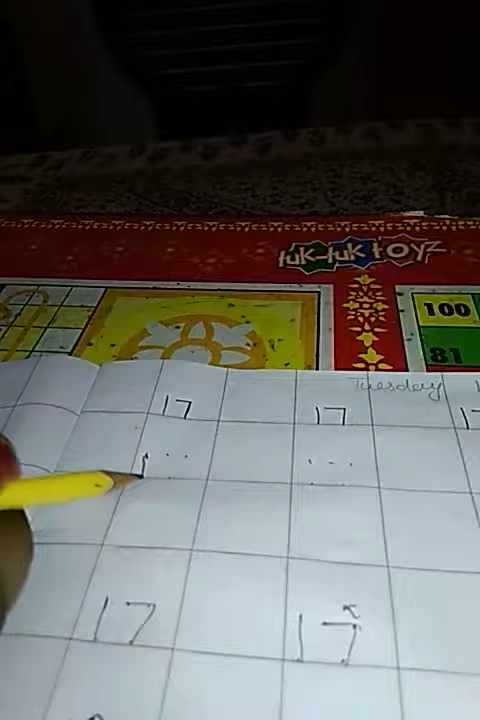 tuk-tuk toyz
100
81
Tuesday
17 17 17
17 17